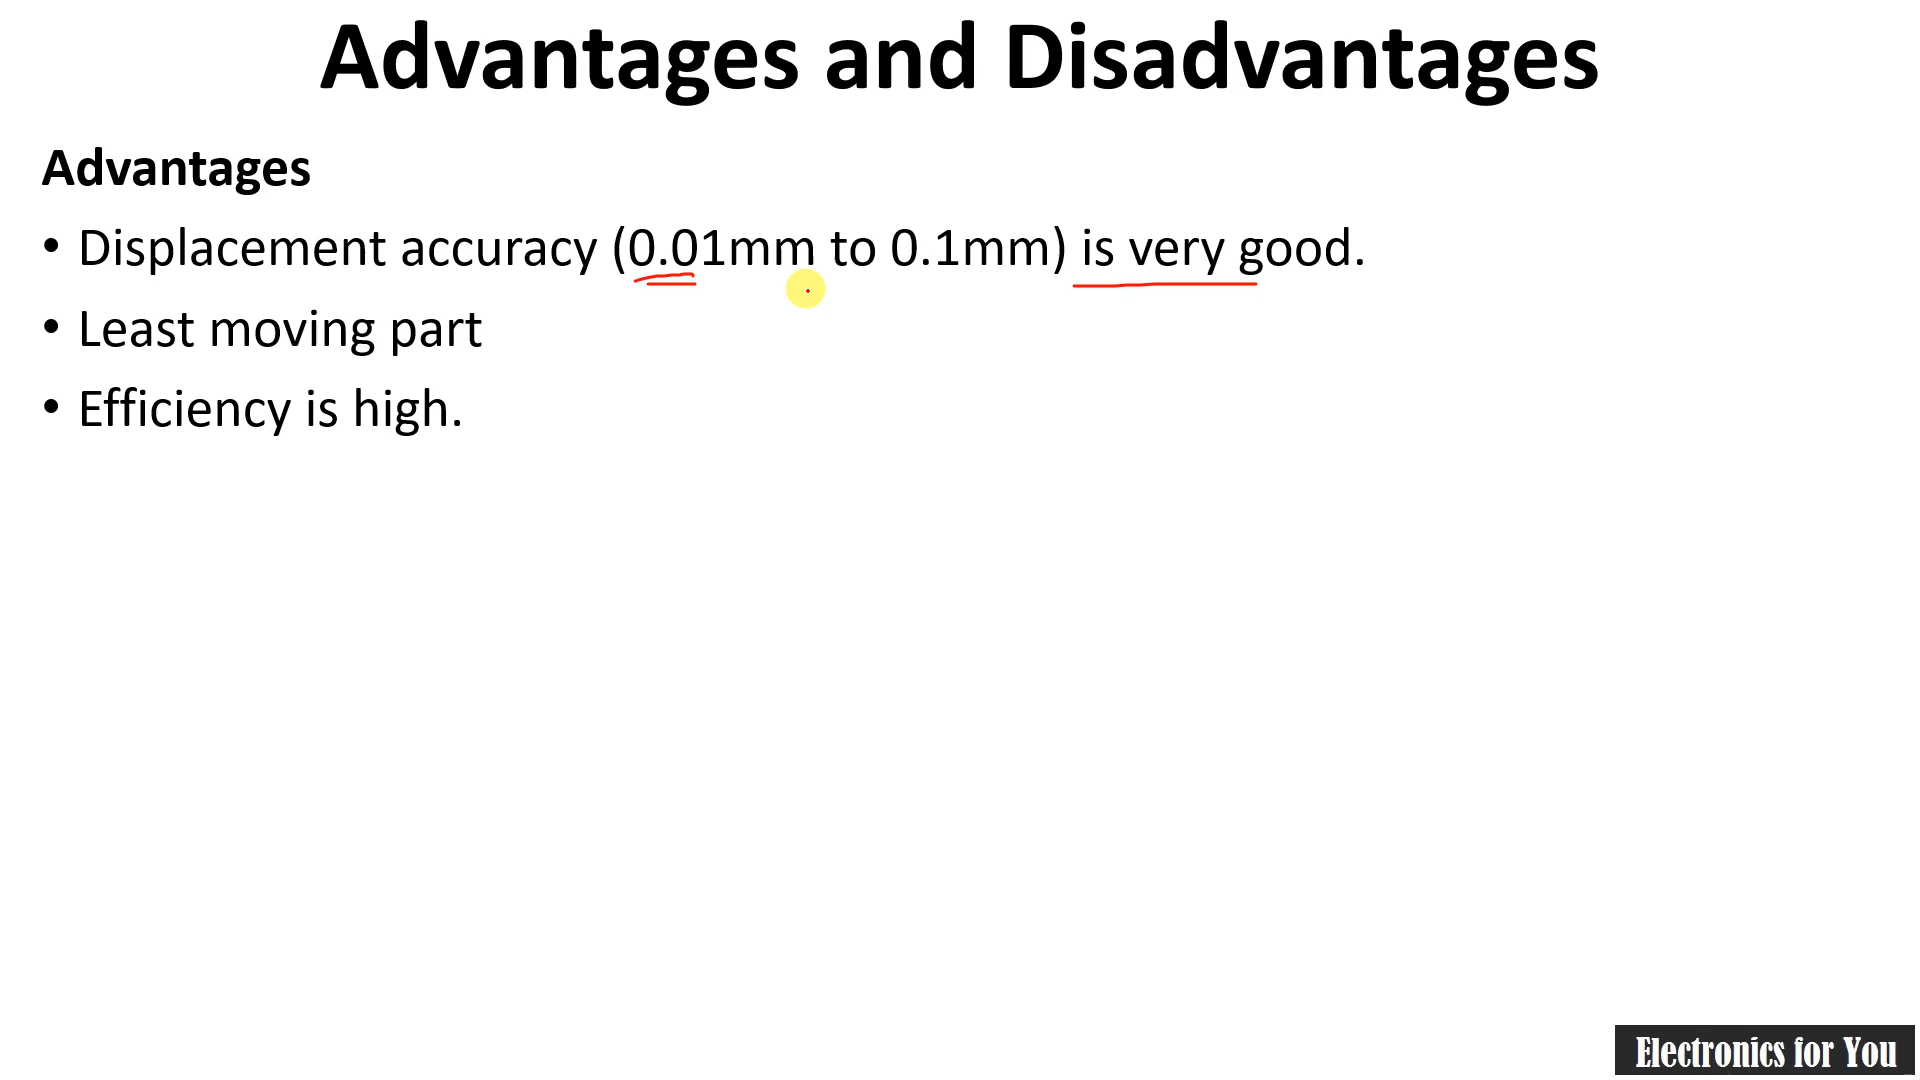 Advantages and Disadvantages
Advantages
• Displacement accuracy (0.01mm to 0.1mm) is very good.
• Least moving part
• Efficiency is high.
Electronics for You